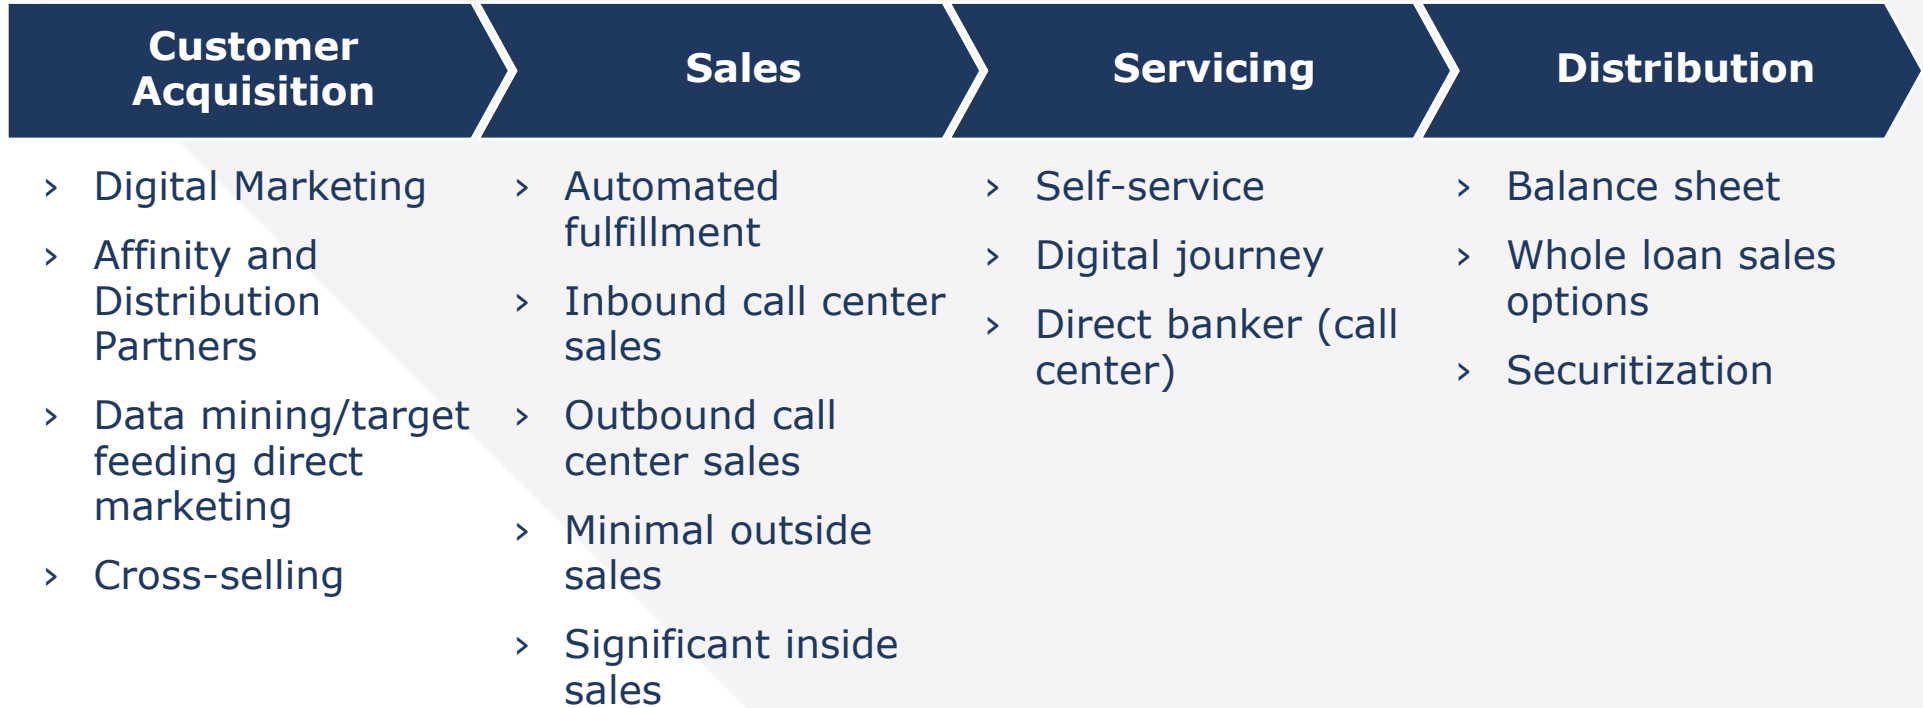 Customer
Acquisition
Sales
Servicing
Distribution
› Digital Marketing
› Affinity and
Distribution
Partners
› Data mining/target
feeding direct
marketing
› Cross-selling
› Automated
fulfillment
› Inbound call center
sales
› Outbound call
center sales
› Minimal outside
sales
› Significant inside
sales
› Self-service
› Digital journey
› Direct banker (call
center)
› Balance sheet
› Whole loan sales
options
› Securitization